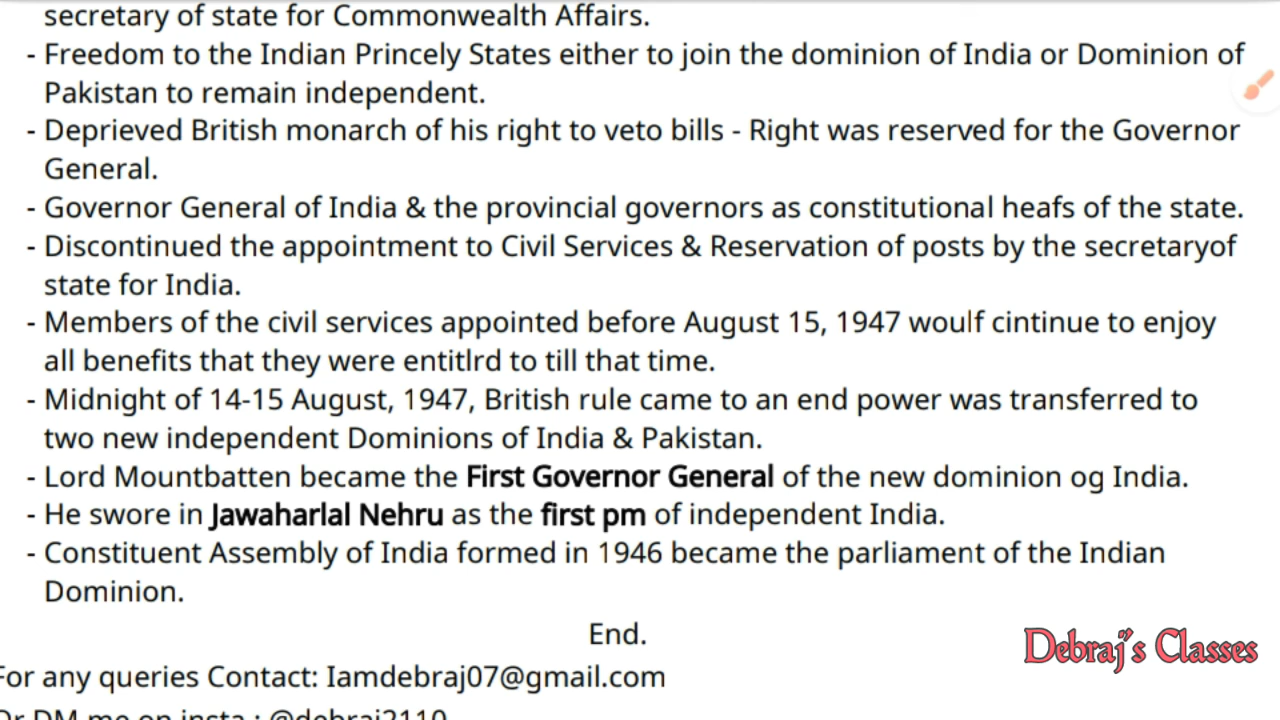 secretary of state for Commonwealth Affairs.
- Freedom to the Indian Princely States either to join the dominion of India or Dominion of
Pakistan to remain independent.
- Deprieved British monarch of his right to veto bills - Right was reserved for the Governor
General.
- Governor General of India & the provincial governors as constitutional heafs of the state.
- Discontinued the appointment to Civil Services & Reservation of posts by the secretaryof
state for India.
- Members of the civil services appointed before August 15, 1947 woulf cintinue to enjoy
all benefits that they were entitlrd to till that time.
- Midnight of 14-15 August, 1947, British rule came to an end power was transferred to
two new independent Dominions of India & Pakistan.
- Lord Mountbatten became the First Governor General of the new dominion og India.
- He swore in Jawaharlal Nehru as the first pm of independent India.
- Constituent Assembly of India formed in 1946 became the parliament of the Indian
Dominion.
End.
Debraj's Classes
For any queries Contact: Iamdebraj07@gmail.com
Or DM me on insta : @debraj2110